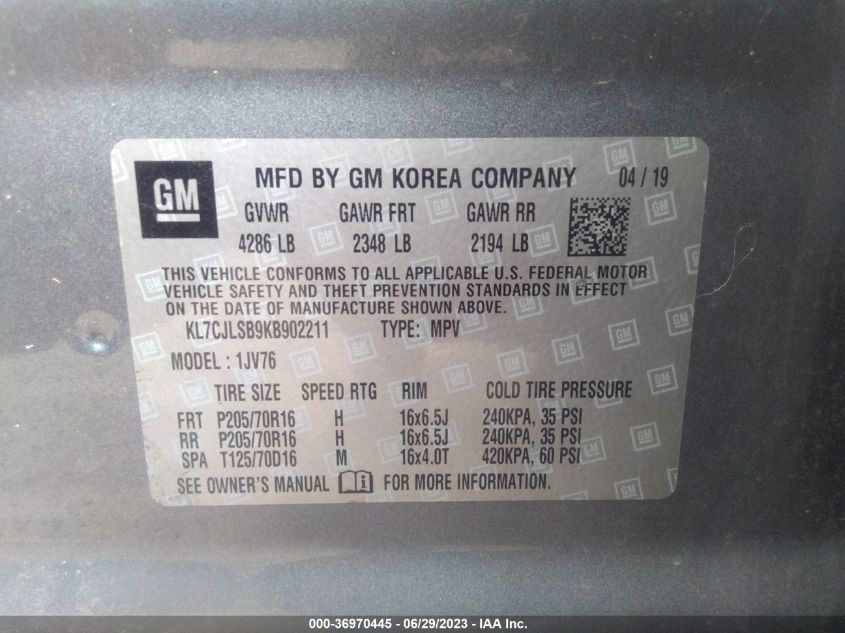 GM MFD BY GM KOREA COMPANY 04 / 19
GVWR GAWR FRT GAWR RR
4286 LB 2348 LB 2194 LB
THIS VEHICLE CONFORMS TO ALL APPLICABLE U.S. FEDERAL MOTOR
VEHICLE SAFETY AND THEFT PREVENTION STANDARDS IN EFFECT
ON THE DATE OF MANUFACTURE SHOWN ABOVE.
KL7CJLSB9KB902211 TYPE: MPV
MODEL : 1JV76
TIRE SIZE SPEED RTG RIM COLD TIRE PRESSURE
FRT P205/70R16 H 16x6.5J 240KPA, 35 PSI
RR P205/70R16 H 16x6.5J 240KPA, 35 PSI
SPA T125/70D16 M 16x4.0T 420KPA, 60 PSI
SEE OWNER'S MANUAL FOR MORE INFORMATION.
000-36970445 - 06/29/2023 - IAA Inc.